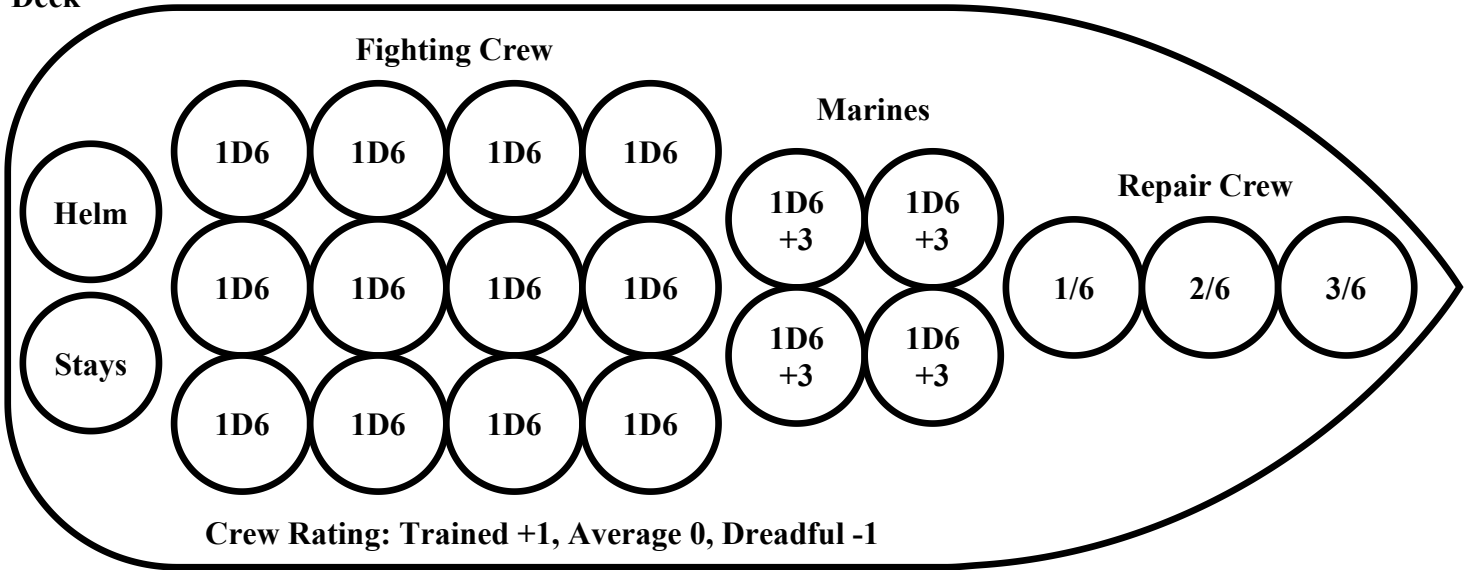 Deck
Fighting Crew
Marines
Repair Crew
Helm
Stays
1D6 1D6 1D6 1D6
1D6 1D6 1D6 1D6
1D6 1D6 1D6 1D6
1D6 1D6
+3 +3
1D6 1D6
+3 +3
1/6 2/6 3/6
Crew Rating: Trained +1, Average 0, Dreadful -1